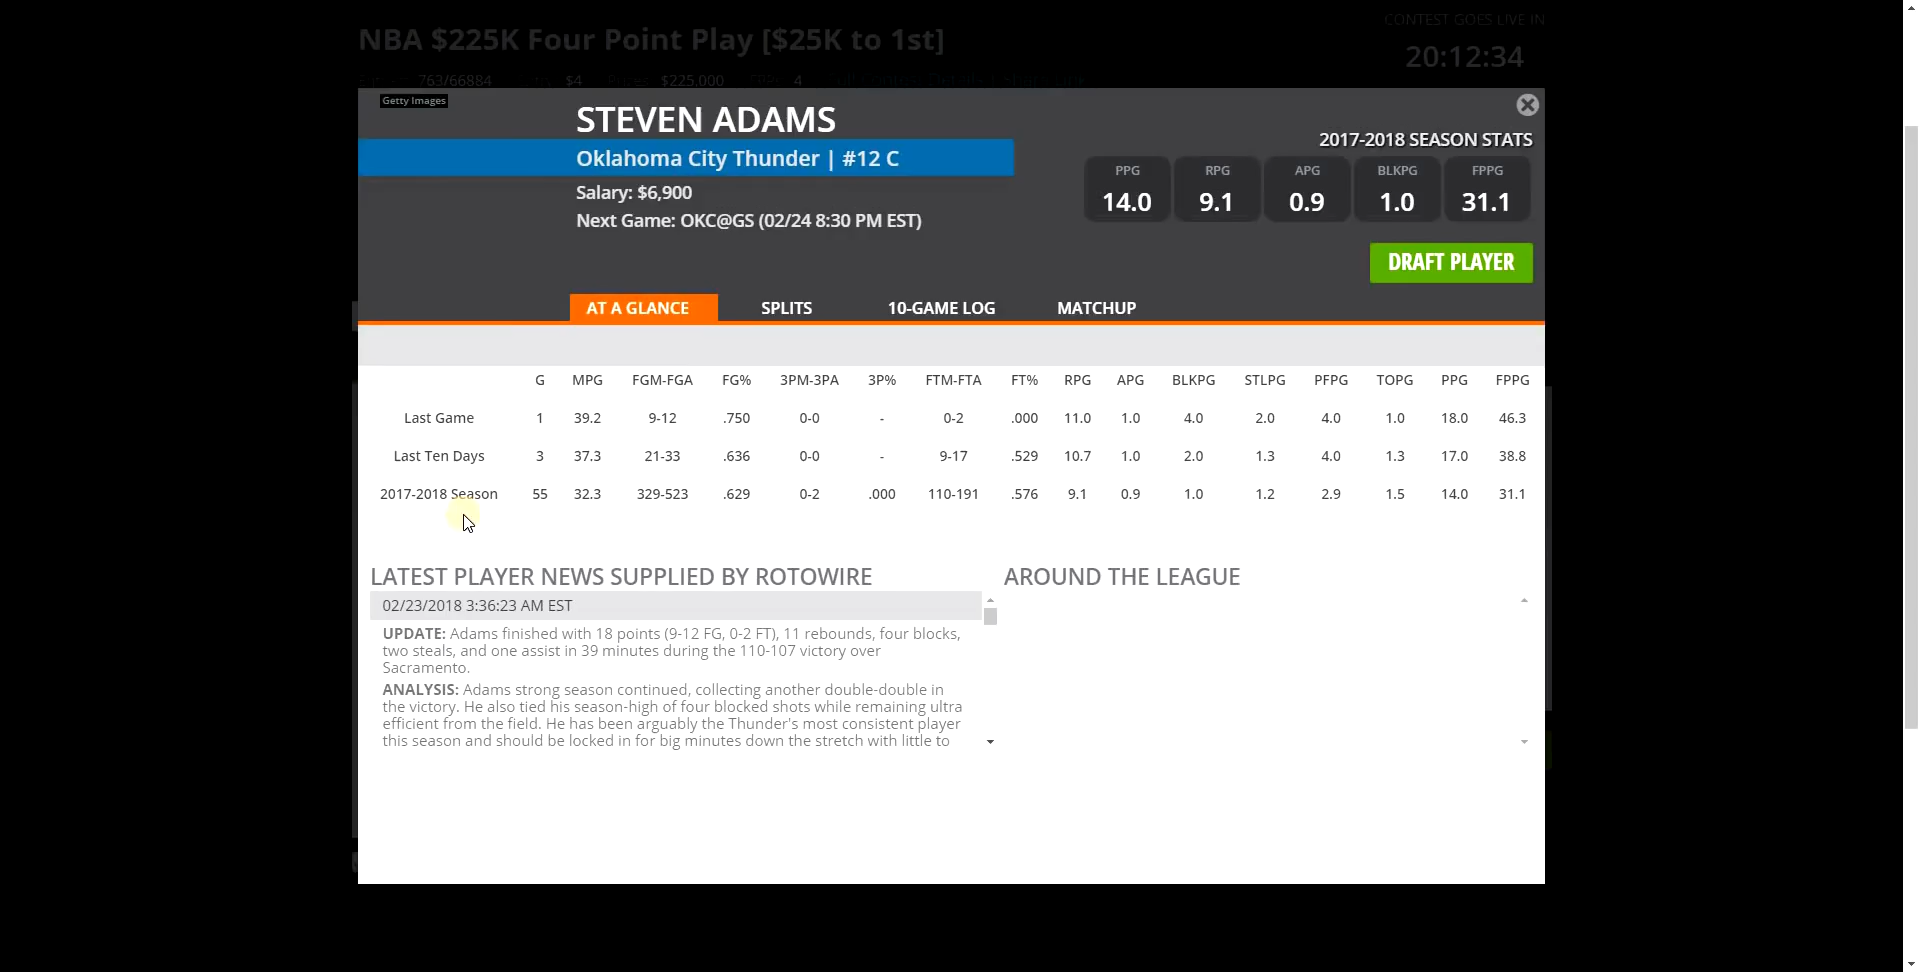 NBA $225K Four Point Play [$25K to 1st]
CONTEST GOES LIVE IN
20:12:34
763/66884 $4 $225,000 4
Getty Images
STEVEN ADAMS
Oklahoma City Thunder | #12 C
Salary: $6,900
Next Game: OKC@GS (02/24 8:30 PM EST)
2017-2018 SEASON STATS
PPG RPG APG BLKPG FPPG
14.0 9.1 0.9 1.0 31.1
DRAFT PLAYER
AT A GLANCE SPLITS 10-GAME LOG MATCHUP
G MPG FGM-FGA FG% 3PM-3PA 3P% FTM-FTA FT% RPG APG BLKPG STLPG PFPG TOPG PPG FPPG
Last Game 1 39.2 9-12 .750 0-0 - 0-2 .000 11.0 1.0 4.0 2.0 4.0 1.0 18.0 46.3
Last Ten Days 3 37.3 21-33 .636 0-0 - 9-17 .529 10.7 1.0 2.0 1.3 4.0 1.3 17.0 38.8
2017-2018 Season 55 32.3 329-523 .629 0-2 .000 110-191 .576 9.1 0.9 1.0 1.2 2.9 1.5 14.0 31.1
LATEST PLAYER NEWS SUPPLIED BY ROTOWIRE
02/23/2018 3:36:23 AM EST
UPDATE: Adams finished with 18 points (9-12 FG, 0-2 FT), 11 rebounds, four blocks,
two steals, and one assist in 39 minutes during the 110-107 victory over
Sacramento.
ANALYSIS: Adams strong season continued, collecting another double-double in
the victory. He also tied his season-high of four blocked shots while remaining ultra
efficient from the field. He has been arguably the Thunder's most consistent player
this season and should be locked in for big minutes down the stretch with little to
AROUND THE LEAGUE